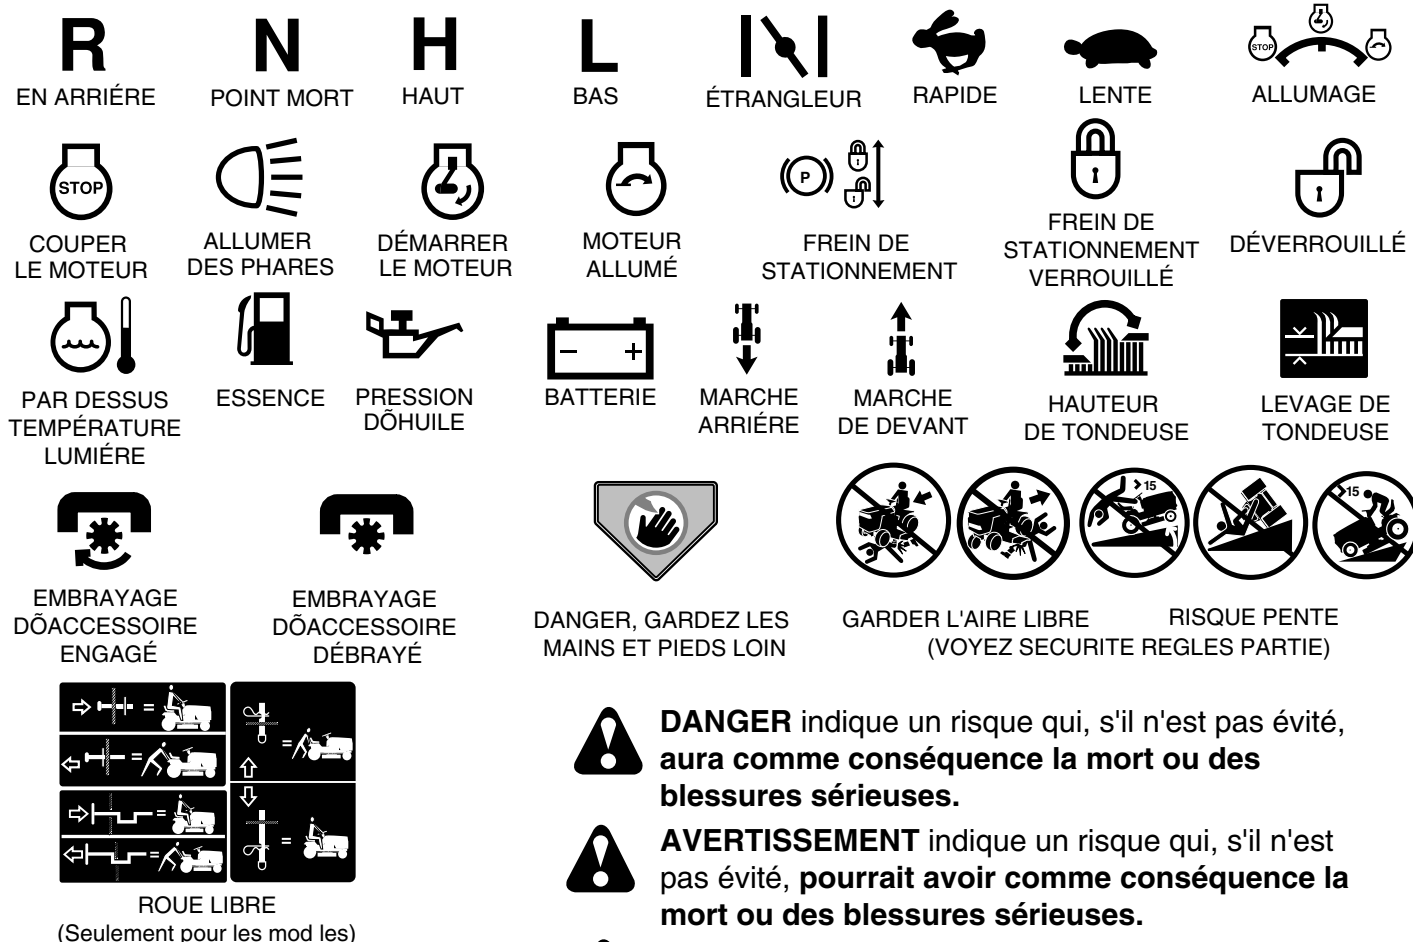 R N H L
STOP
EN ARRIÉRE POINT MORT HAUT BAS ÉTRANGLEUR RAPIDE LENTE ALLUMAGE
STOP
P
COUPER
LE MOTEUR
ALLUMER
DES PHARES
DÉMARRER
LE MOTEUR
MOTEUR
ALLUMÉ
FREIN DE
STATIONNEMENT
FREIN DE
STATIONNEMENT
VERROUILLÉ
DÉVERROUILLÉ
PAR DESSUS
TEMPÉRATURE
LUMIÉRE
ESSENCE
PRESSION
DÕHUILE
BATTERIE
MARCHE
ARRIÉRE
MARCHE
DE DEVANT
HAUTEUR
DE TONDEUSE
LEVAGE DE
TONDEUSE
>15
>15
EMBRAYAGE
DÕACCESSOIRE
ENGAGÉ
EMBRAYAGE
DÕACCESSOIRE
DÉBRAYÉ
DANGER, GARDEZ LES
MAINS ET PIEDS LOIN
GARDER L'AIRE LIBRE RISQUE PENTE
(VOYEZ SECURITE REGLES PARTIE)
ROUE LIBRE
(Seulement pour les mod les)
DANGER indique un risque qui, s'il n'est pas évité,
aura comme conséquence la mort ou des
blessures sérieuses.
AVERTISSEMENT indique un risque qui, s'il n'est
pas évité, pourrait avoir comme conséquence la
mort ou des blessures sérieuses.